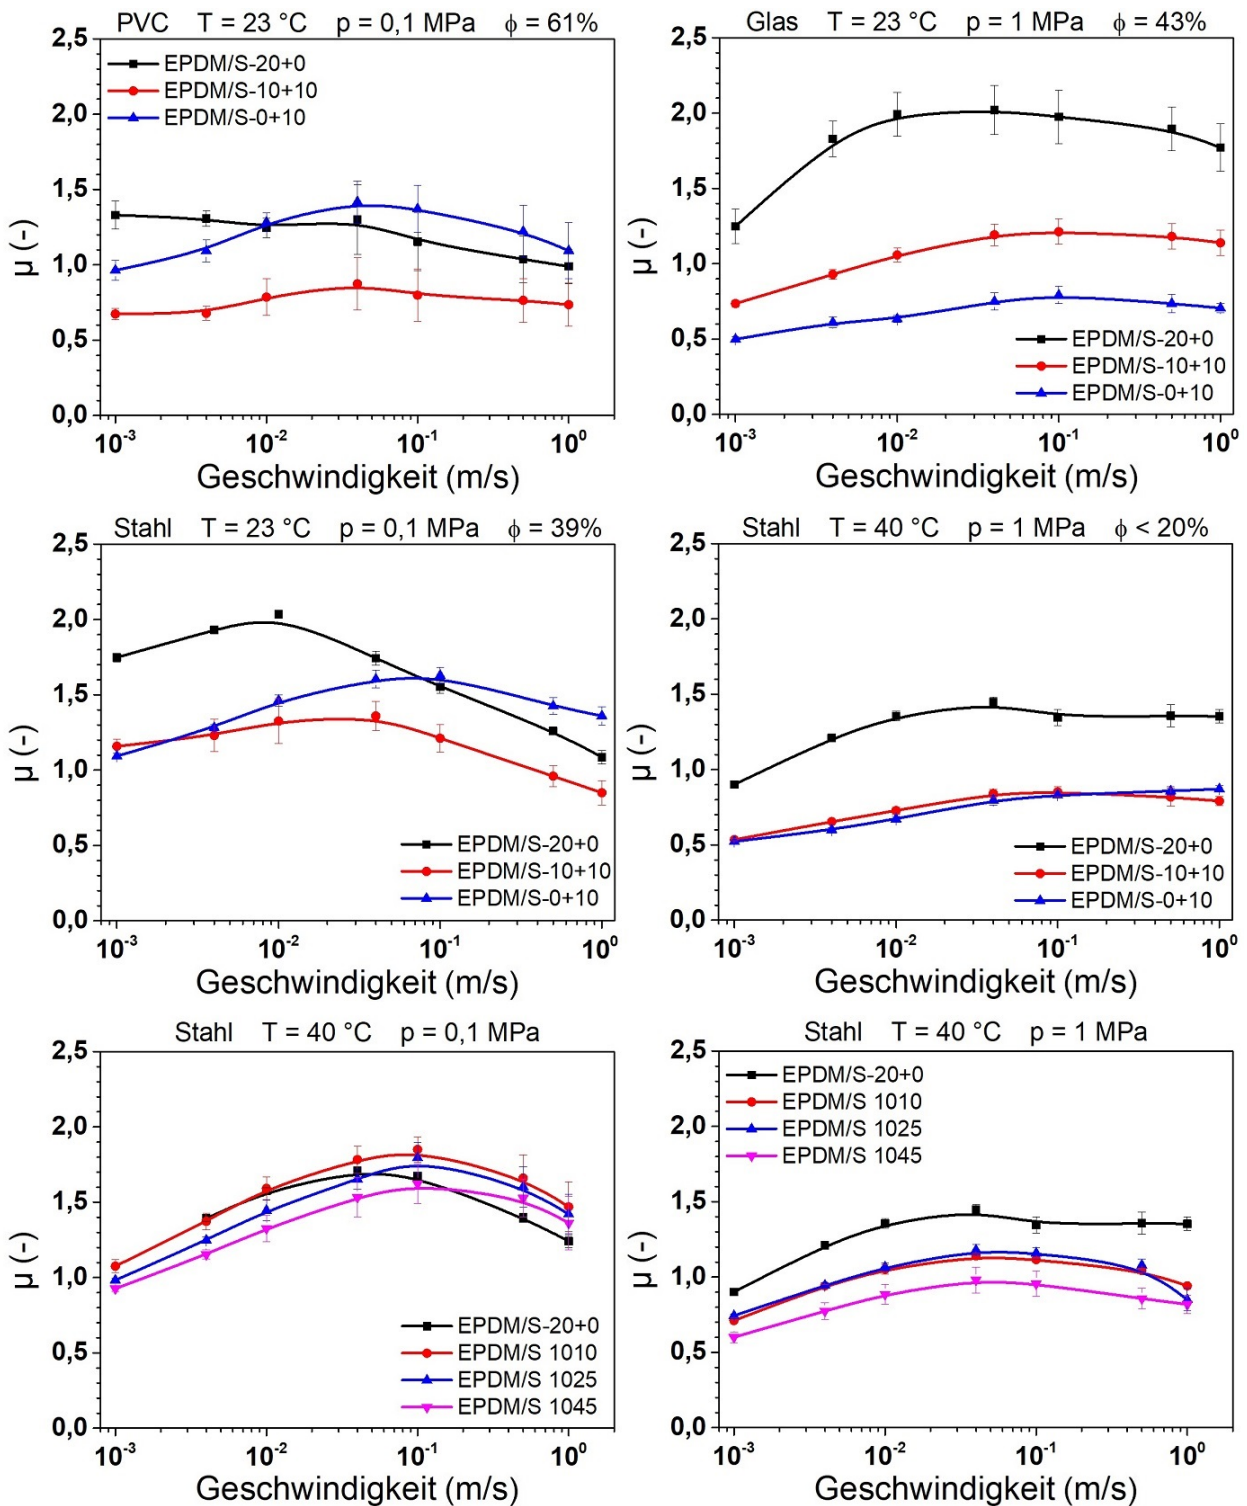 PVC T = 23 °C p = 0,1 MPa ϕ = 61%
2,5
2,0
1,5
1,0
0,5
0,0
μ (-)
EPDM/S-20+0
EPDM/S-10+10
EPDM/S-0+10
10⁻³ 10⁻² 10⁻¹ 10⁰
Geschwindigkeit (m/s)
Glas T = 23 °C p = 1 MPa ϕ = 43%
2,5
2,0
1,5
1,0
0,5
0,0
μ (-)
EPDM/S-20+0
EPDM/S-10+10
EPDM/S-0+10
10⁻³ 10⁻² 10⁻¹ 10⁰
Geschwindigkeit (m/s)
Stahl T = 23 °C p = 0,1 MPa ϕ = 39%
2,5
2,0
1,5
1,0
0,5
0,0
μ (-)
EPDM/S-20+0
EPDM/S-10+10
EPDM/S-0+10
10⁻³ 10⁻² 10⁻¹ 10⁰
Geschwindigkeit (m/s)
Stahl T = 40 °C p = 1 MPa ϕ < 20%
2,5
2,0
1,5
1,0
0,5
0,0
μ (-)
EPDM/S-20+0
EPDM/S-10+10
EPDM/S-0+10
10⁻³ 10⁻² 10⁻¹ 10⁰
Geschwindigkeit (m/s)
Stahl T = 40 °C p = 0,1 MPa
2,5
2,0
1,5
1,0
0,5
0,0
μ (-)
EPDM/S-20+0
EPDM/S 1010
EPDM/S 1025
EPDM/S 1045
10⁻³ 10⁻² 10⁻¹ 10⁰
Geschwindigkeit (m/s)
Stahl T = 40 °C p = 1 MPa
2,5
2,0
1,5
1,0
0,5
0,0
μ (-)
EPDM/S-20+0
EPDM/S 1010
EPDM/S 1025
EPDM/S 1045
10⁻³ 10⁻² 10⁻¹ 10⁰
Geschwindigkeit (m/s)